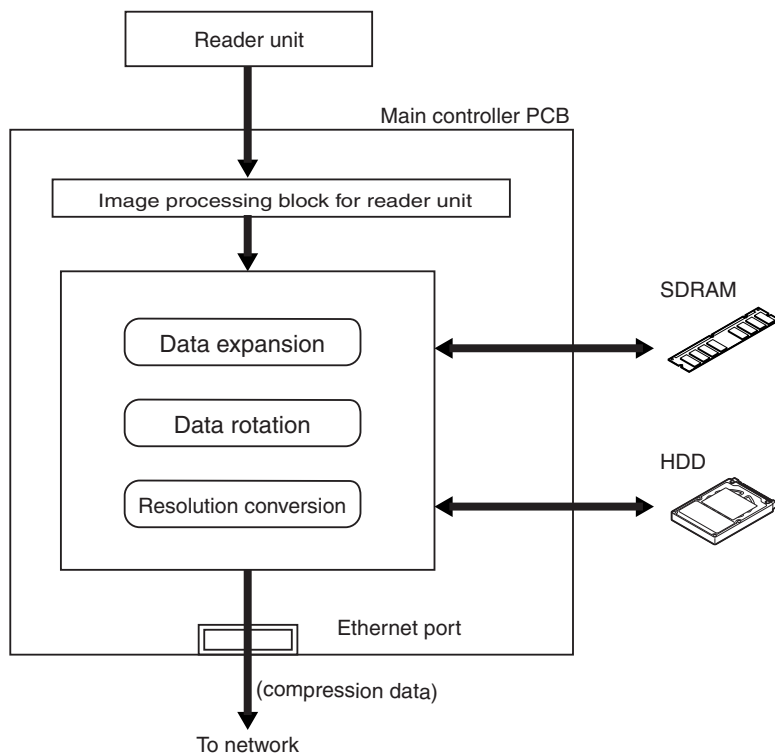 Reader unit
Main controller PCB
Image processing block for reader unit
SDRAM
Data expansion
Data rotation
HDD
Resolution conversion
Ethernet port
(compression data)
To network